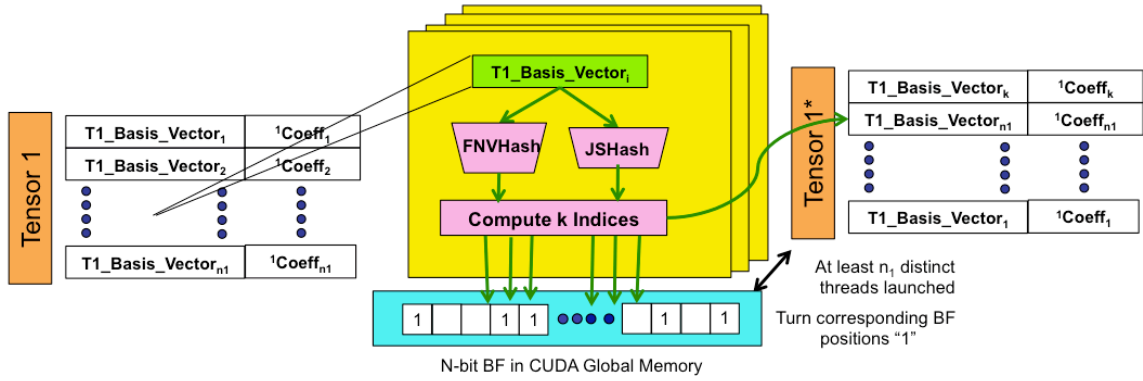 Tensor 1
T1_Basis_Vector₁ ¹Coeff₁
T1_Basis_Vector₂ ¹Coeff₂
T1_Basis_Vectorₙ₁ ¹Coeffₙ₁
T1_Basis_Vectorᵢ
FNVHash
JSHash
Compute k Indices
1 1 1 1 1
N-bit BF in CUDA Global Memory
Tensor 1*
T1_Basis_Vectorₖ ¹Coeffₖ
T1_Basis_Vectorₙ₁ ¹Coeffₙ₁
T1_Basis_Vector₁ ¹Coeff₁
At least n₁ distinct
threads launched
Turn corresponding BF
positions “1”